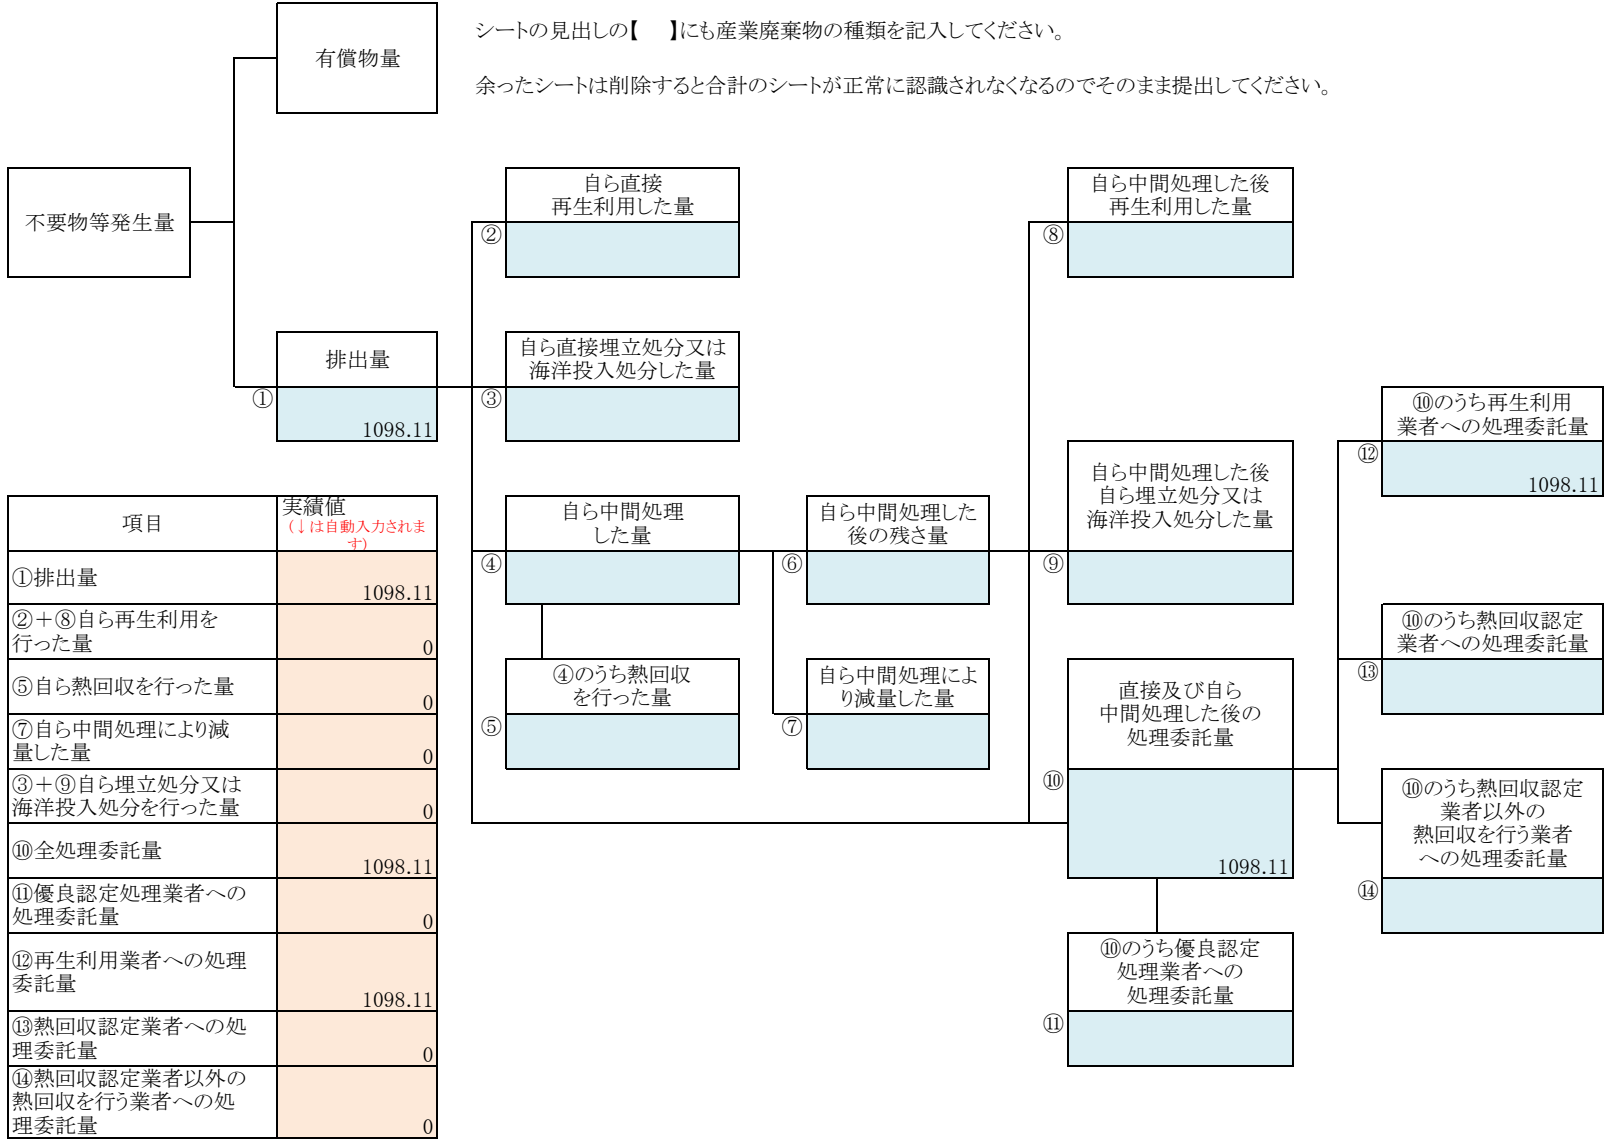 シートの見出しの【　】にも産業廃棄物の種類を記入してください。
有償物量
余ったシートは削除すると合計のシートが正常に認識されなくなるのでそのまま提出してください。
不要物等発生量
自ら直接
再生利用した量
②
自ら中間処理した後
再生利用した量
⑧
排出量
①
1098.11
自ら直接埋立処分又は
海洋投入処分した量
③
⑩のうち再生利用
業者への処理委託量
⑫
1098.11
自ら中間処理
した量
④
自ら中間処理した
後の残さ量
⑥
自ら中間処理した後
自ら埋立処分又は
海洋投入処分した量
⑨
⑩のうち熱回収認定
業者への処理委託量
⑬
④のうち熱回収
を行った量
⑤
自ら中間処理によ
り減量した量
⑦
直接及び自ら
中間処理した後の
処理委託量
⑩
1098.11
⑩のうち熱回収認定
業者以外の
熱回収を行う業者
への処理委託量
⑭
⑩のうち優良認定
処理業者への
処理委託量
⑪
項目
実績値
(↓は自動入力されま
す)
①排出量
1098.11
②＋⑧自ら再生利用を
行った量
0
⑤自ら熱回収を行った量
0
⑦自ら中間処理により減
量した量
0
③＋⑨自ら埋立処分又は
海洋投入処分を行った量
0
⑩全処理委託量
1098.11
⑪優良認定処理業者への
処理委託量
0
⑫再生利用業者への処理
委託量
1098.11
⑬熱回収認定業者への処
理委託量
0
⑭熱回収認定業者以外の
熱回収を行う業者への処
理委託量
0